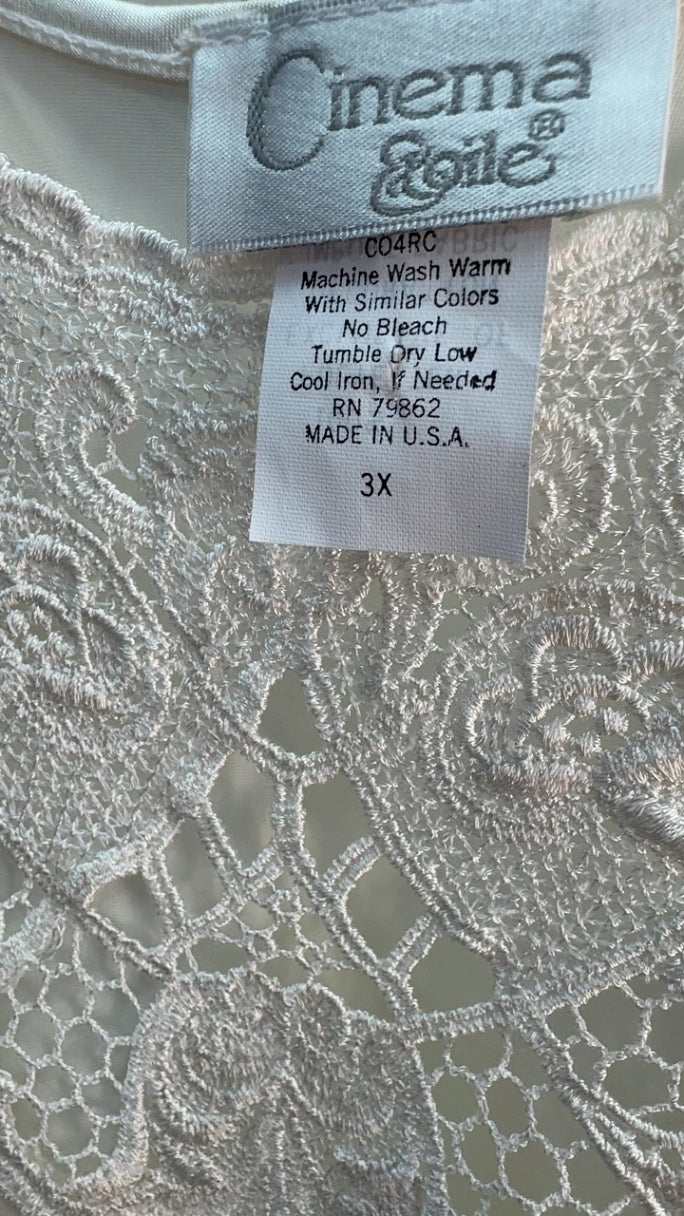 Cinema
Etoile®
CO4RC
Machine Wash Warm
With Similar Colors
No Bleach
Tumble Dry Low
Cool Iron, If Needed
RN 79862
MADE IN U.S.A.
3X